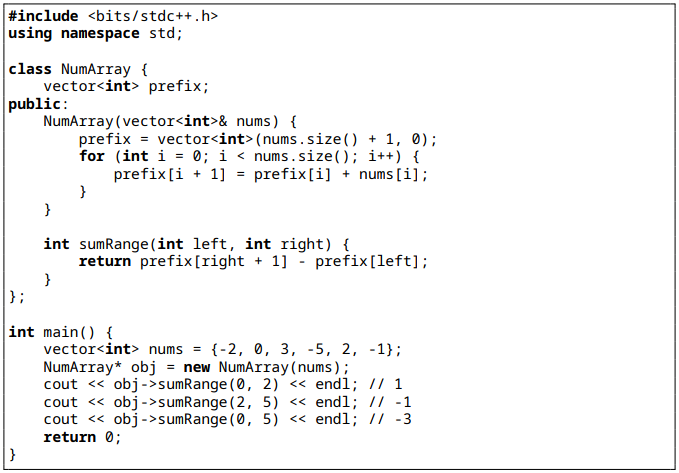 #include <bits/stdc++.h>
using namespace std;

class NumArray {
    vector<int> prefix;
public:
    NumArray(vector<int>& nums) {
        prefix = vector<int>(nums.size() + 1, 0);
        for (int i = 0; i < nums.size(); i++) {
            prefix[i + 1] = prefix[i] + nums[i];
        }
    }

    int sumRange(int left, int right) {
        return prefix[right + 1] - prefix[left];
    }
};

int main() {
    vector<int> nums = {-2, 0, 3, -5, 2, -1};
    NumArray* obj = new NumArray(nums);
    cout << obj->sumRange(0, 2) << endl; // 1
    cout << obj->sumRange(2, 5) << endl; // -1
    cout << obj->sumRange(0, 5) << endl; // -3
    return 0;
}